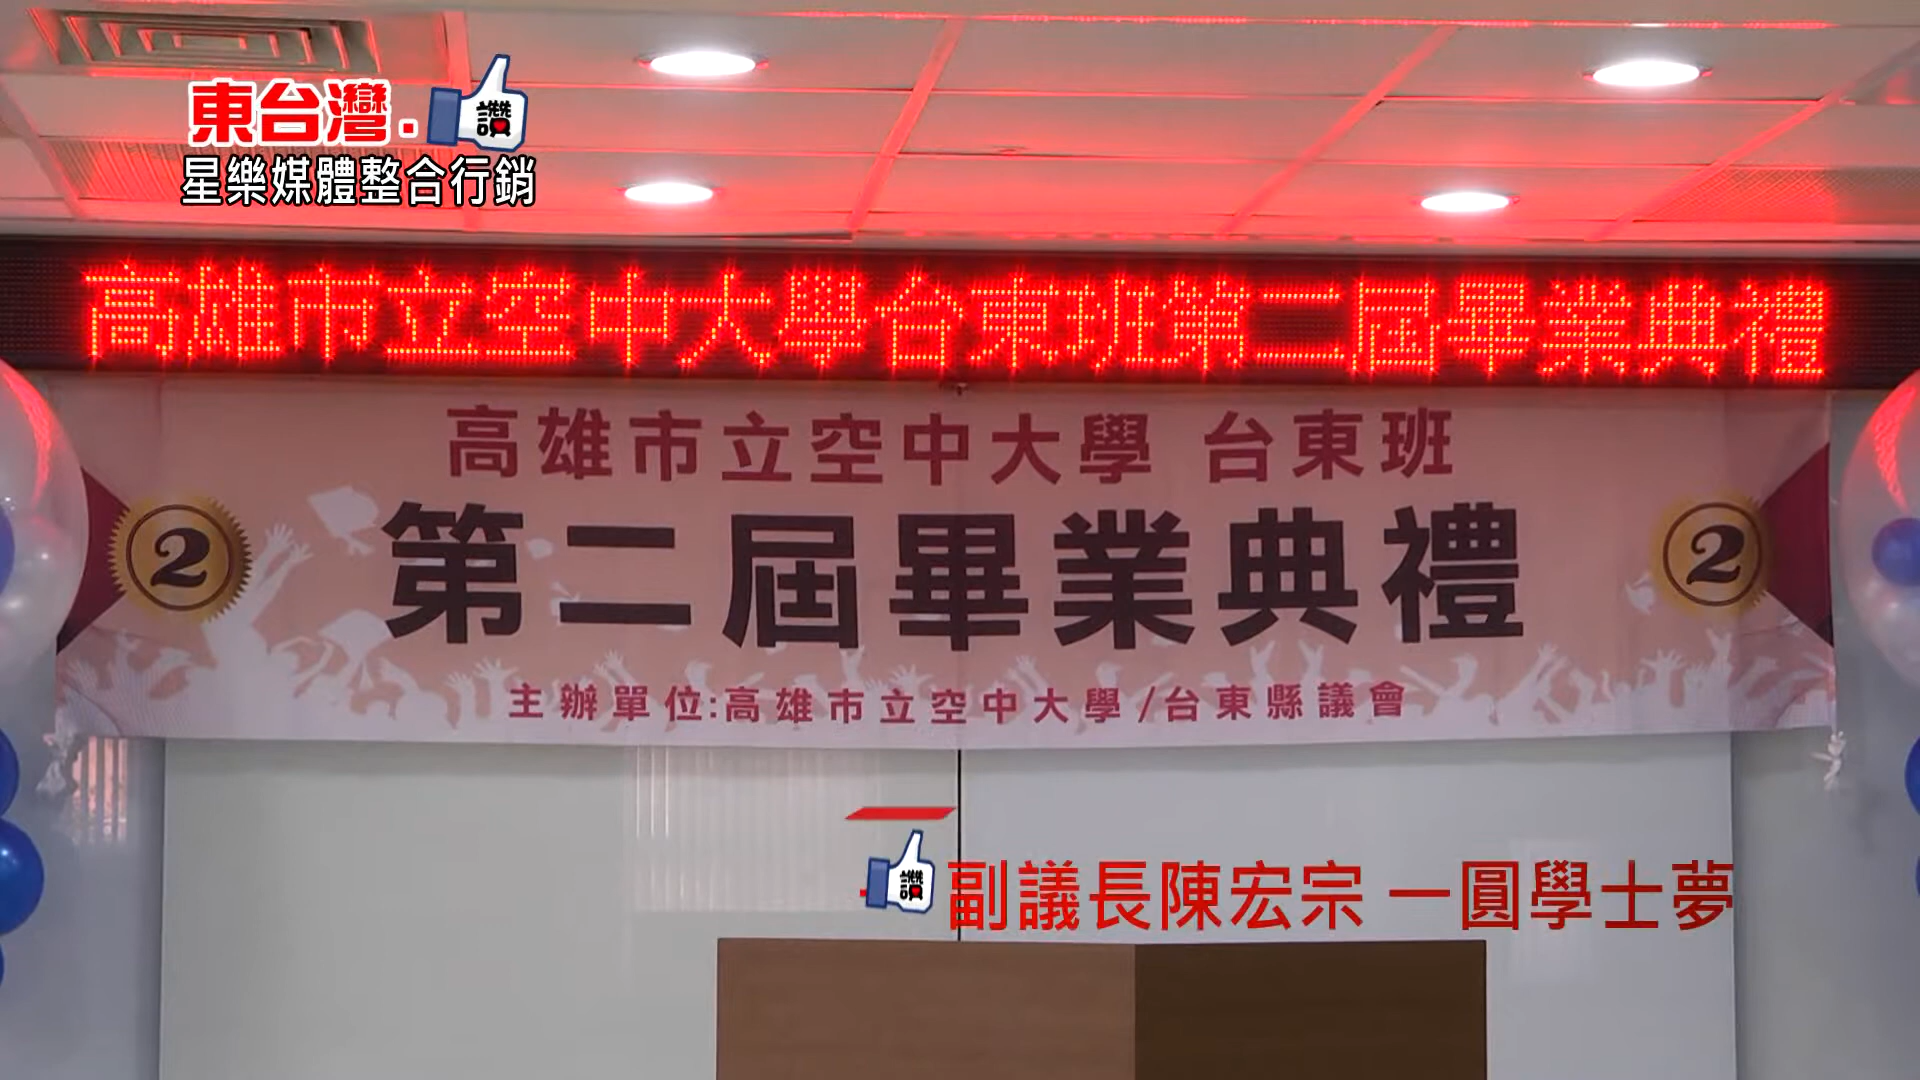 東台灣.讚
星樂媒體整合行銷
高雄市立空中大學台東班第二屆畢業典禮
高雄市立空中大學 台東班
2 第二屆畢業典禮 2
主辦單位:高雄市立空中大學/台東縣議會
讚 副議長陳宏宗 一圓學士夢